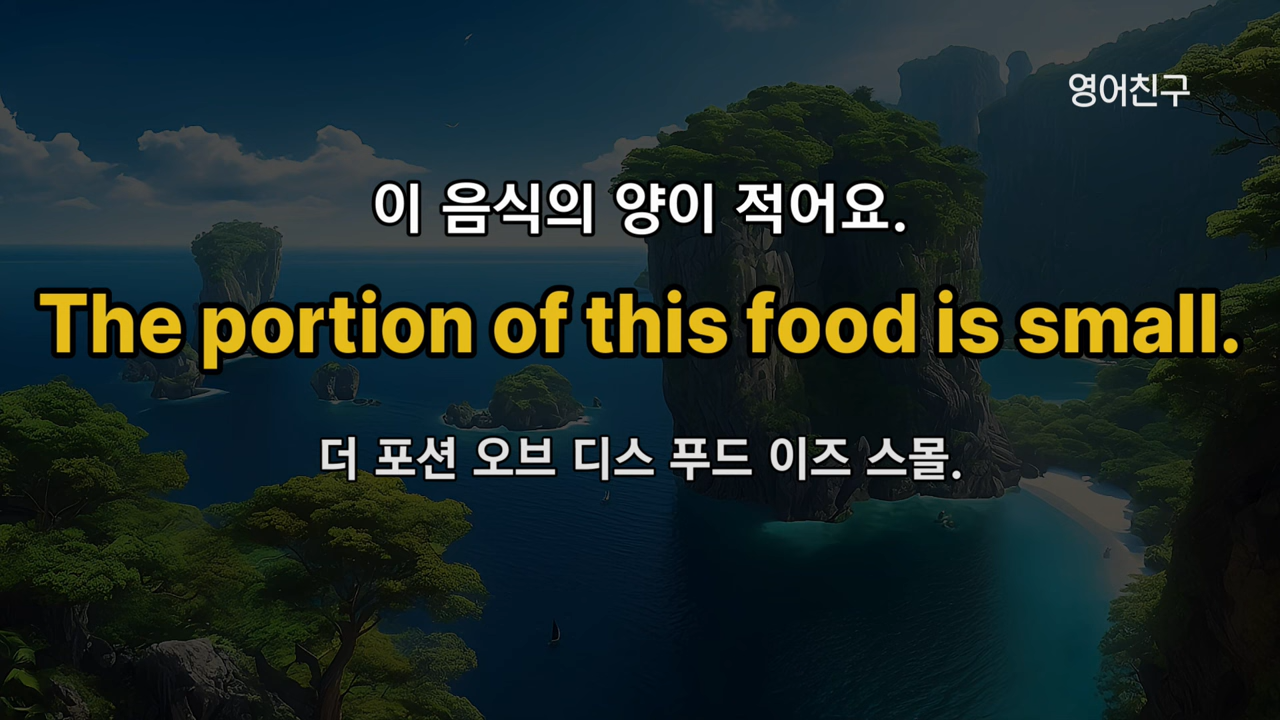 영어친구
이 음식의 양이 적어요.
The portion of this food is small.
더 포션 오브 디스 푸드 이즈 스몰.